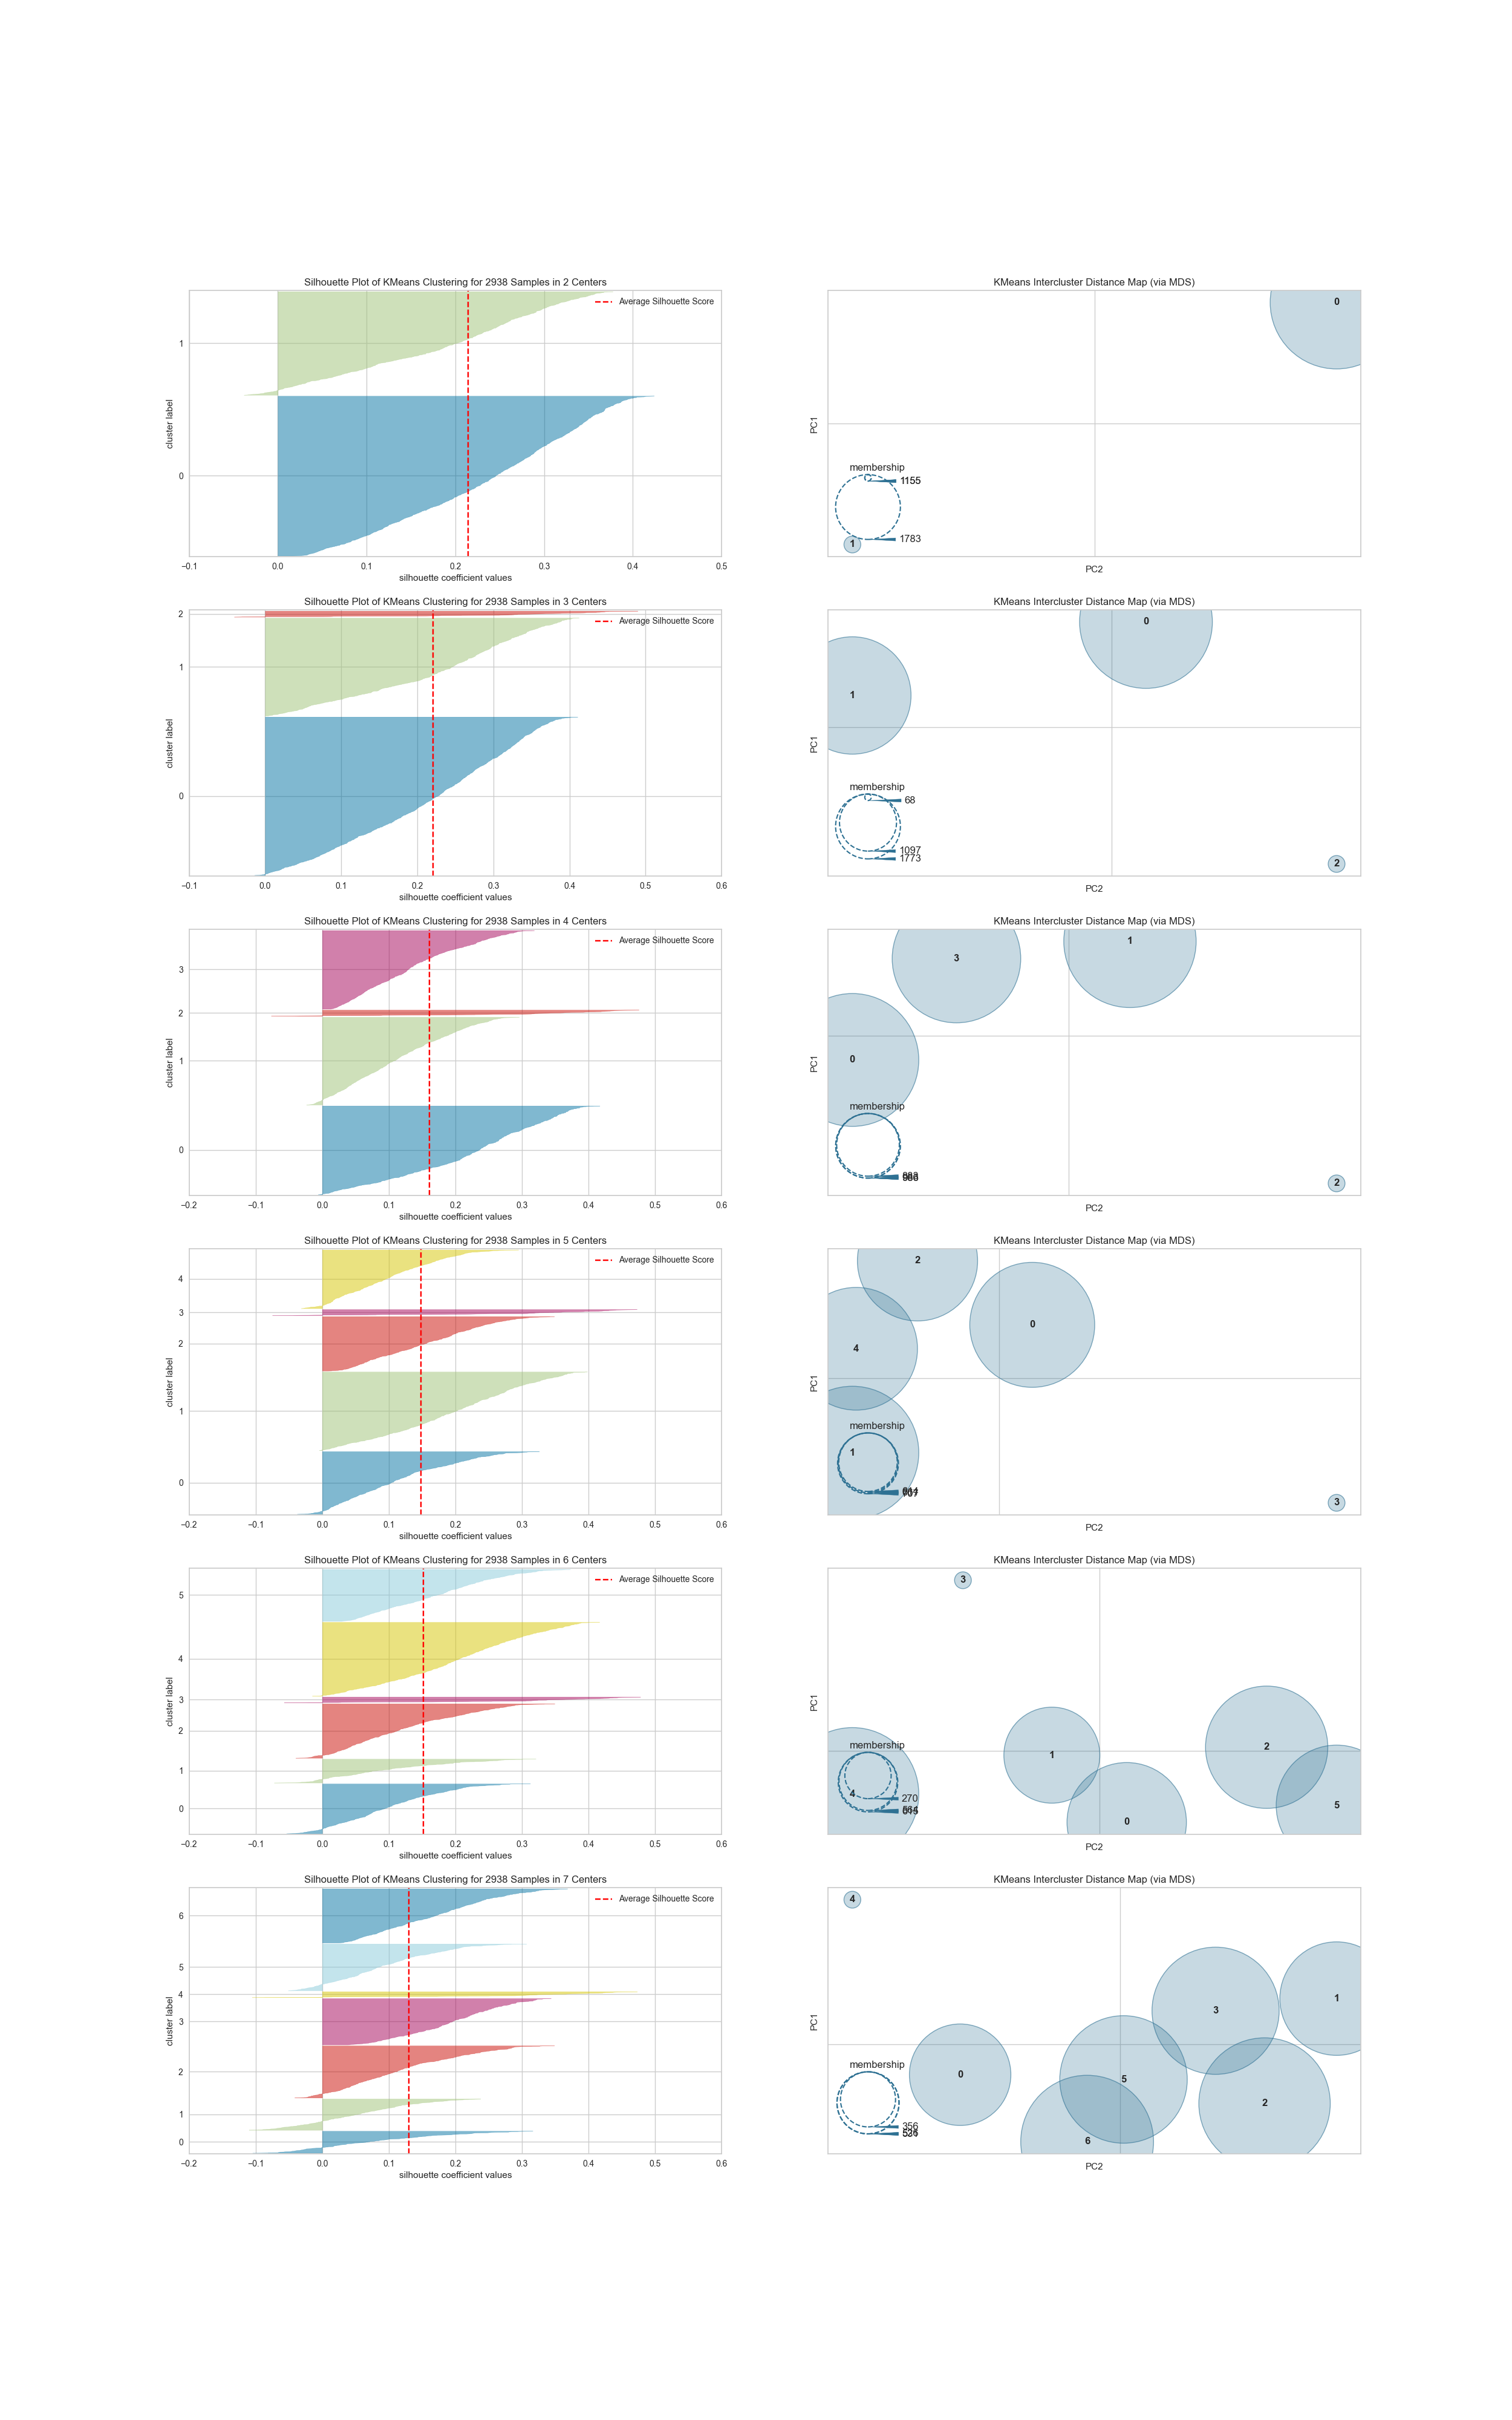 Silhouette Plot of KMeans Clustering for 2938 Samples in 2 Centers
Average Silhouette Score
1
0
cluster label
−0.1 0.0 0.1 0.2 0.3 0.4 0.5
silhouette coefficient values
KMeans Intercluster Distance Map (via MDS)
0
PC1
membership
1155
1783
1
PC2
Silhouette Plot of KMeans Clustering for 2938 Samples in 3 Centers
Average Silhouette Score
2
1
0
cluster label
−0.1 0.0 0.1 0.2 0.3 0.4 0.5 0.6
silhouette coefficient values
KMeans Intercluster Distance Map (via MDS)
0
1
PC1
membership
68
1097
1773
2
PC2
Silhouette Plot of KMeans Clustering for 2938 Samples in 4 Centers
Average Silhouette Score
3
2
1
0
cluster label
−0.2 −0.1 0.0 0.1 0.2 0.3 0.4 0.5 0.6
silhouette coefficient values
KMeans Intercluster Distance Map (via MDS)
1
3
0
PC1
membership
2
PC2
Silhouette Plot of KMeans Clustering for 2938 Samples in 5 Centers
Average Silhouette Score
4
3
2
1
0
cluster label
−0.2 −0.1 0.0 0.1 0.2 0.3 0.4 0.5 0.6
silhouette coefficient values
KMeans Intercluster Distance Map (via MDS)
2
0
4
PC1
membership
1
3
PC2
Silhouette Plot of KMeans Clustering for 2938 Samples in 6 Centers
Average Silhouette Score
5
4
3
2
1
0
cluster label
−0.2 −0.1 0.0 0.1 0.2 0.3 0.4 0.5 0.6
silhouette coefficient values
KMeans Intercluster Distance Map (via MDS)
3
PC1
membership
2
1
4
270
5
0
PC2
Silhouette Plot of KMeans Clustering for 2938 Samples in 7 Centers
Average Silhouette Score
6
5
4
3
2
1
0
cluster label
−0.2 −0.1 0.0 0.1 0.2 0.3 0.4 0.5 0.6
silhouette coefficient values
KMeans Intercluster Distance Map (via MDS)
4
1
3
PC1
membership
0
5
2
356
6
PC2